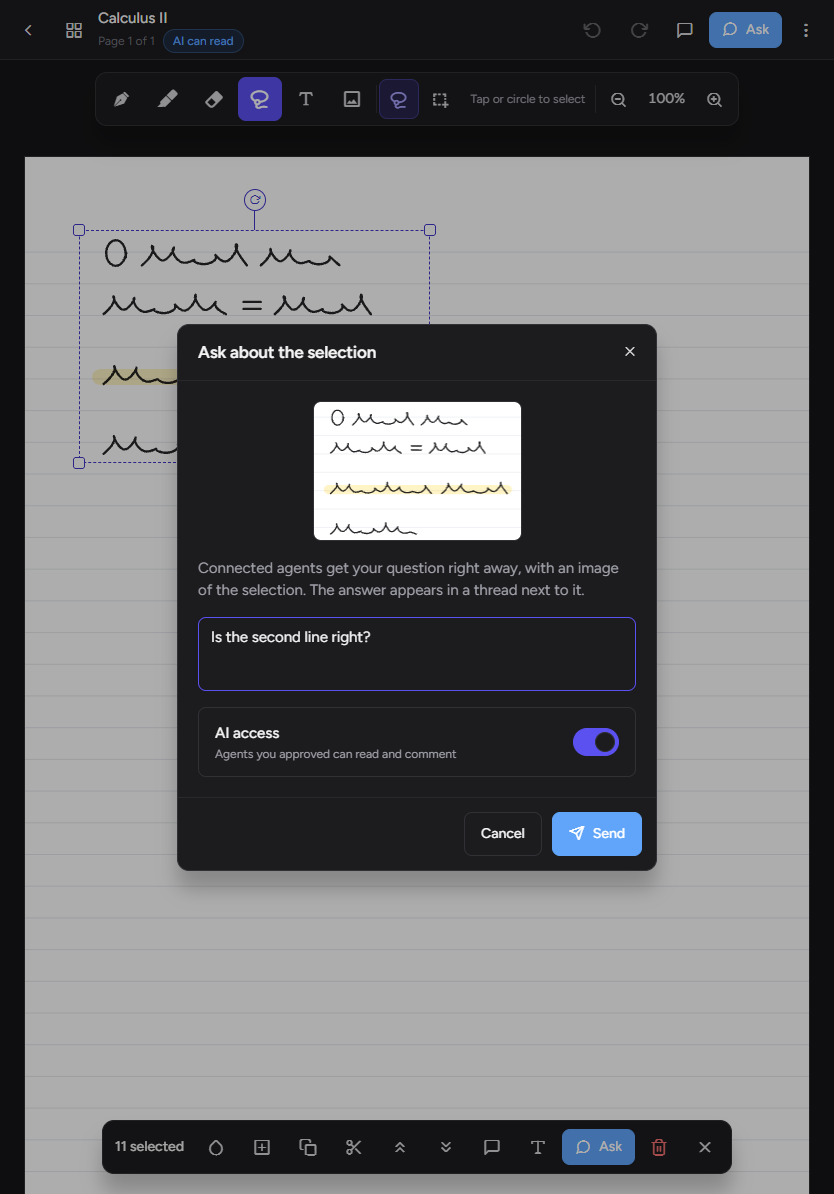 Calculus II
Page 1 of 1 AI can read
Ask
T Tap or circle to select 100%
Ask about the selection
Connected agents get your question right away, with an image
of the selection. The answer appears in a thread next to it.
Is the second line right?
AI access
Agents you approved can read and comment
Cancel Send
11 selected T Ask